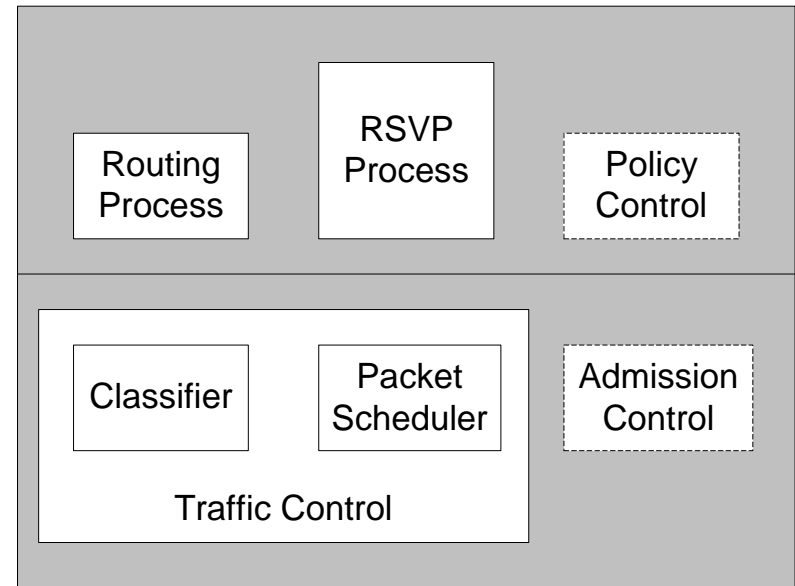 RSVP
Process
Routing
Process
Policy
Control
Classifier
Packet
Scheduler
Admission
Control
Traffic Control